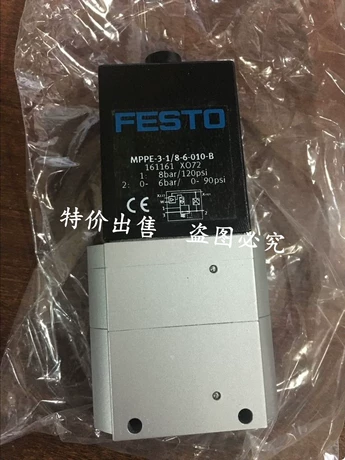 FESTO
MPPE-3-1/8-6-010-B
161161 XO72
1: 8bar/120psi
2: 0- 6bar/ 0- 90psi
CE
特价出售 盗图必究